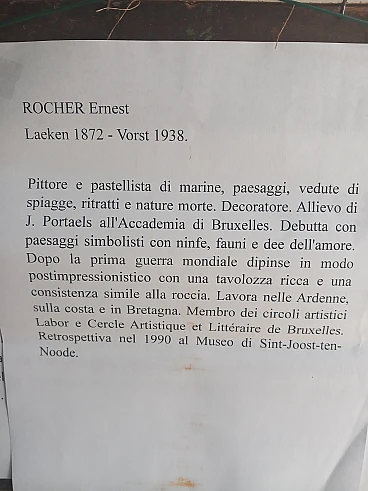 ROCHER Ernest
Laeken 1872 - Vorst 1938.
Pittore e pastellista di marine, paesaggi, vedute di
spiagge, ritratti e nature morte. Decoratore. Allievo di
J. Portaels all'Accademia di Bruxelles. Debutta con
paesaggi simbolisti con ninfe, fauni e dee dell'amore.
Dopo la prima guerra mondiale dipinse in modo
postimpressionistico con una tavolozza ricca e una
consistenza simile alla roccia. Lavora nelle Ardenne,
sulla costa e in Bretagna. Membro dei circoli artistici
Labor e Cercle Artistique et Littéraire de Bruxelles.
Retrospettiva nel 1990 al Museo di Sint-Joost-ten-
Noode.